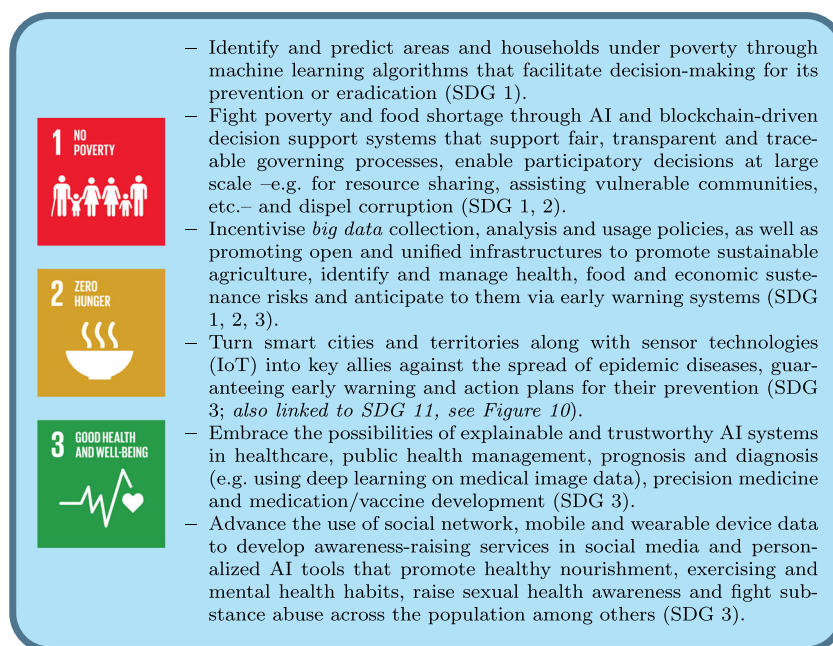 1 NO
POVERTY
2 ZERO
HUNGER
3 GOOD HEALTH
AND WELL-BEING
– Identify and predict areas and households under poverty through
machine learning algorithms that facilitate decision-making for its
prevention or eradication (SDG 1).
– Fight poverty and food shortage through AI and blockchain-driven
decision support systems that support fair, transparent and trace-
able governing processes, enable participatory decisions at large
scale –e.g. for resource sharing, assisting vulnerable communities,
etc.– and dispel corruption (SDG 1, 2).
– Incentivise big data collection, analysis and usage policies, as well as
promoting open and unified infrastructures to promote sustainable
agriculture, identify and manage health, food and economic suste-
nance risks and anticipate to them via early warning systems (SDG
1, 2, 3).
– Turn smart cities and territories along with sensor technologies
(IoT) into key allies against the spread of epidemic diseases, guar-
anteeing early warning and action plans for their prevention (SDG
3; also linked to SDG 11, see Figure 10).
– Embrace the possibilities of explainable and trustworthy AI systems
in healthcare, public health management, prognosis and diagnosis
(e.g. using deep learning on medical image data), precision medicine
and medication/vaccine development (SDG 3).
– Advance the use of social network, mobile and wearable device data
to develop awareness-raising services in social media and person-
alized AI tools that promote healthy nourishment, exercising and
mental health habits, raise sexual health awareness and fight sub-
stance abuse across the population among others (SDG 3).